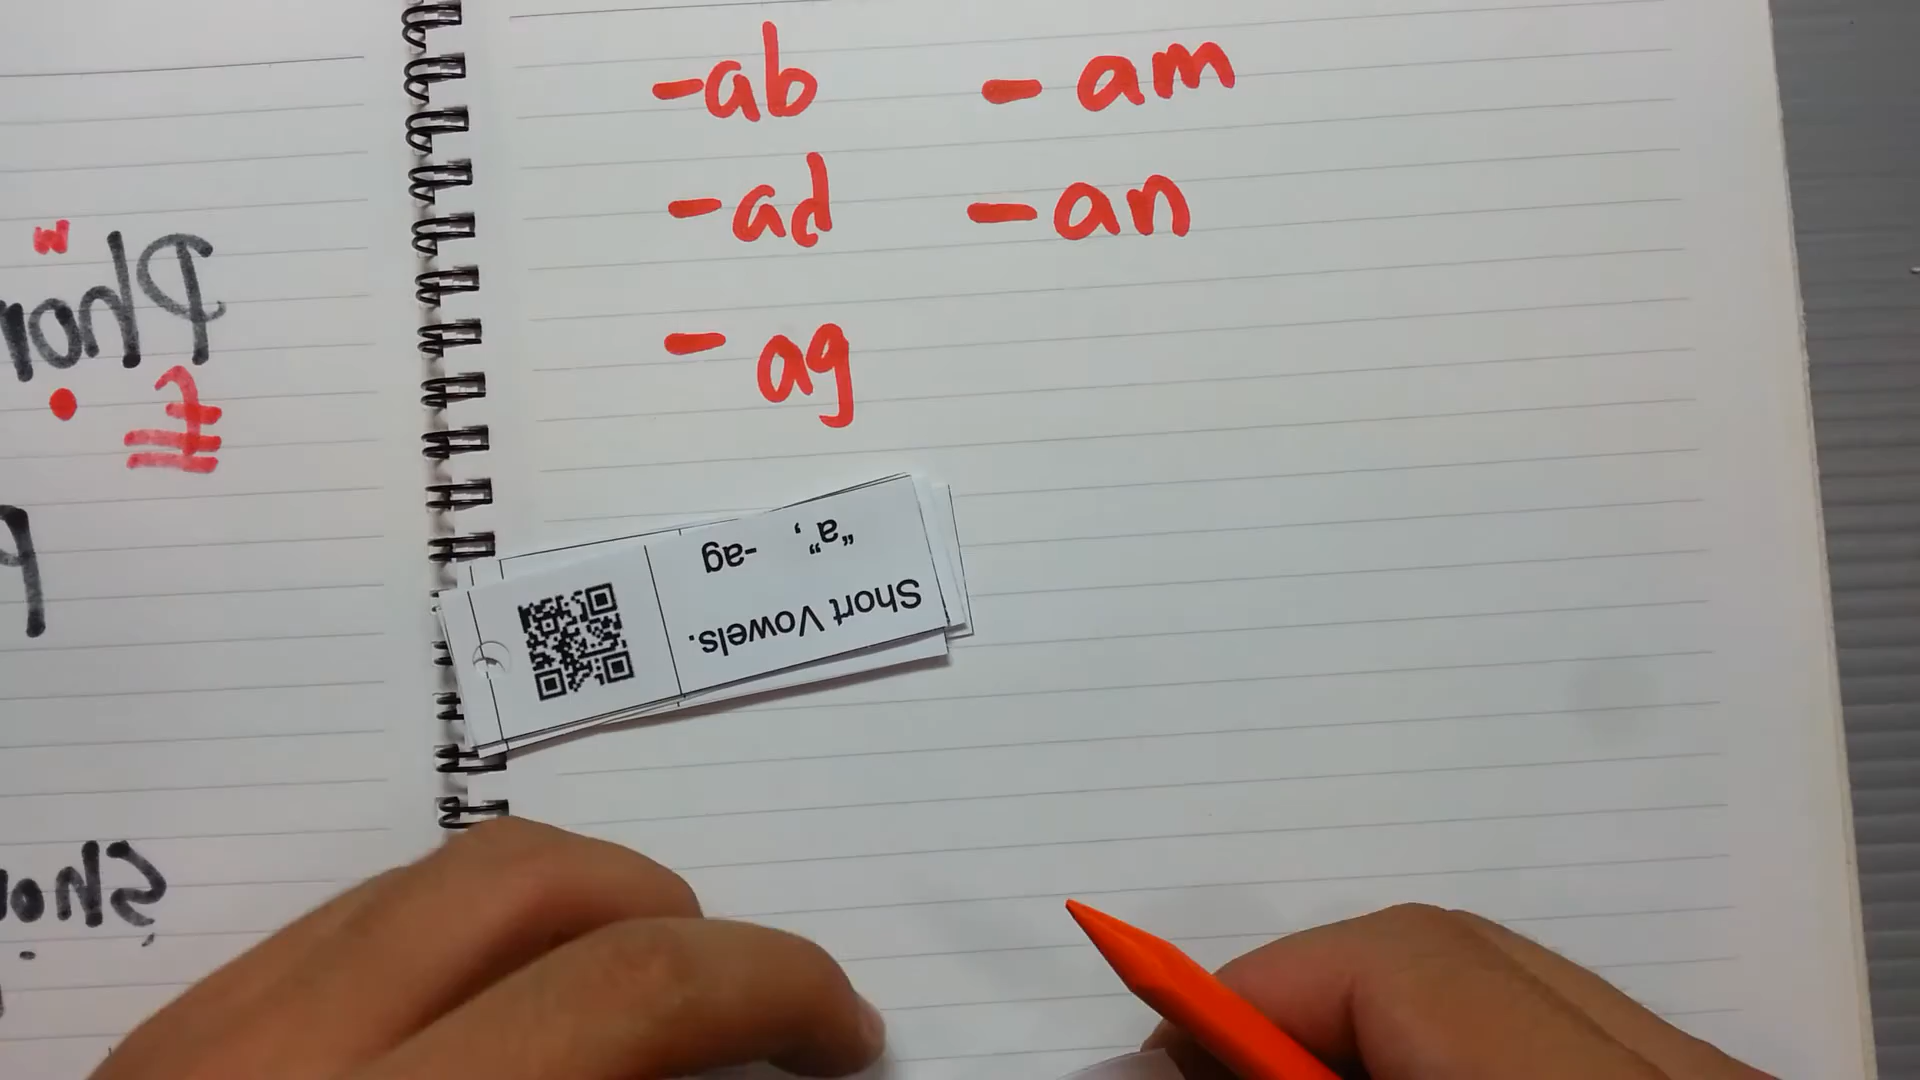 -ab - am
-ad - an
- ag
Short Vowels.
“a”, -ag